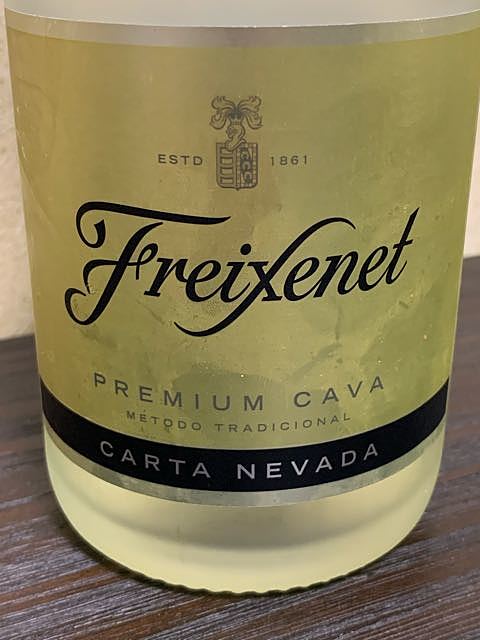 ESTD 1861
Freixenet
PREMIUM CAVA
MÉTODO TRADICIONAL
CARTA NEVADA